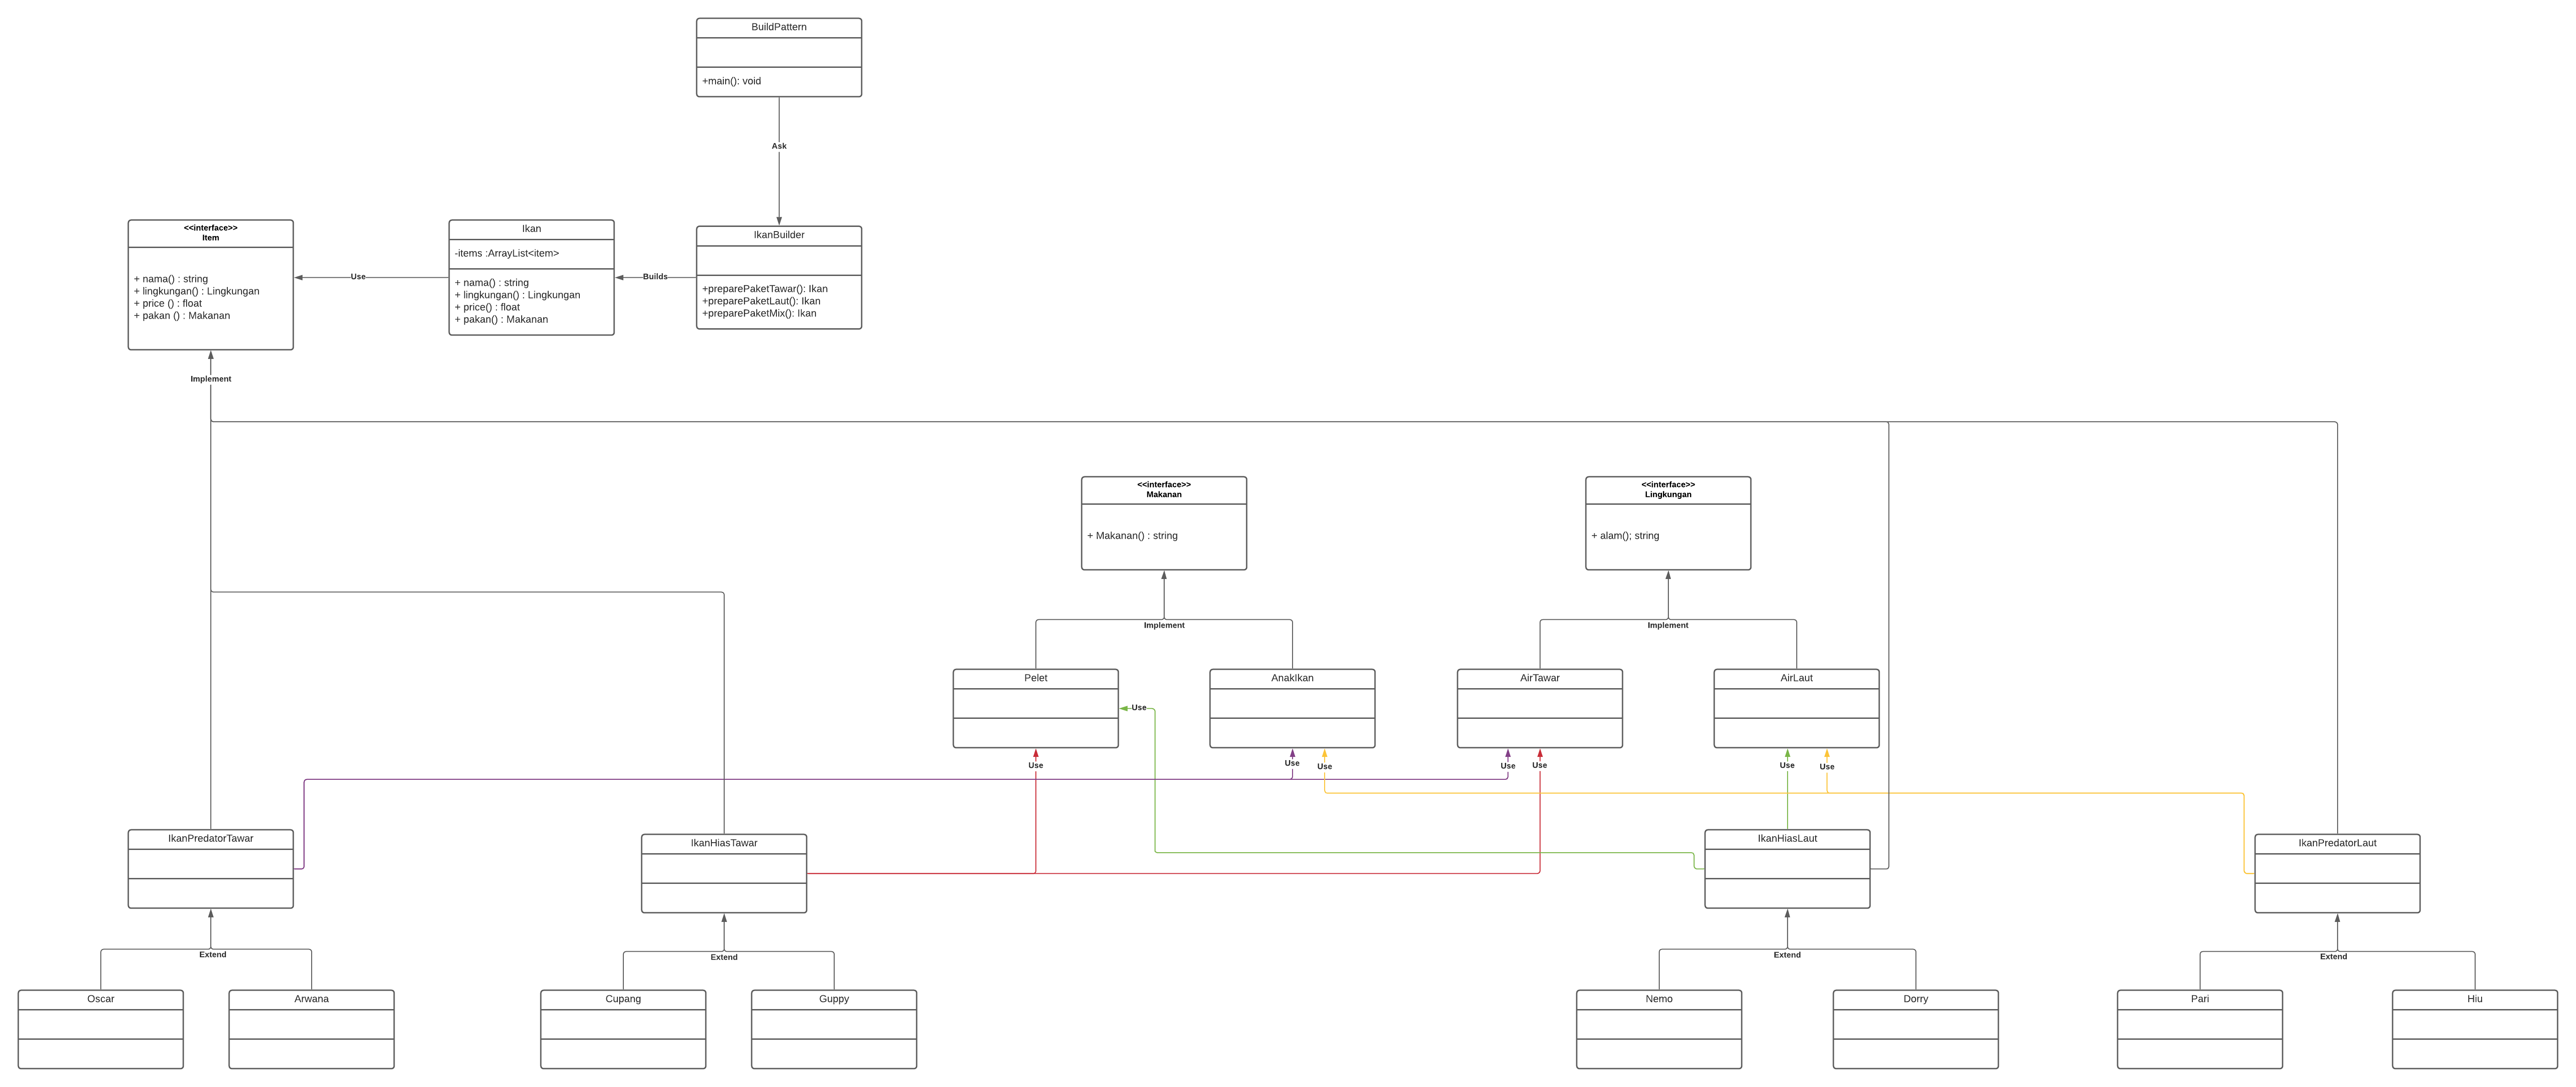 BuildPattern
+main(): void
Ask
<<interface>>
Item
+ nama() : string
+ lingkungan() : Lingkungan
+ price () : float
+ pakan () : Makanan
Use
Ikan
-items :ArrayList<item>
+ nama() : string
+ lingkungan() : Lingkungan
+ price() : float
+ pakan() : Makanan
Builds
IkanBuilder
+preparePaketTawar(): Ikan
+preparePaketLaut(): Ikan
+preparePaketMix(): Ikan
Implement
<<interface>>
Makanan
+ Makanan() : string
<<interface>>
Lingkungan
+ alam(); string
Implement
Implement
Pelet
AnakIkan
AirTawar
AirLaut
Use
Use
Use
Use
Use
Use
Use
Use
IkanPredatorTawar
IkanHiasTawar
IkanHiasLaut
IkanPredatorLaut
Extend
Extend
Extend
Extend
Oscar
Arwana
Cupang
Guppy
Nemo
Dorry
Pari
Hiu